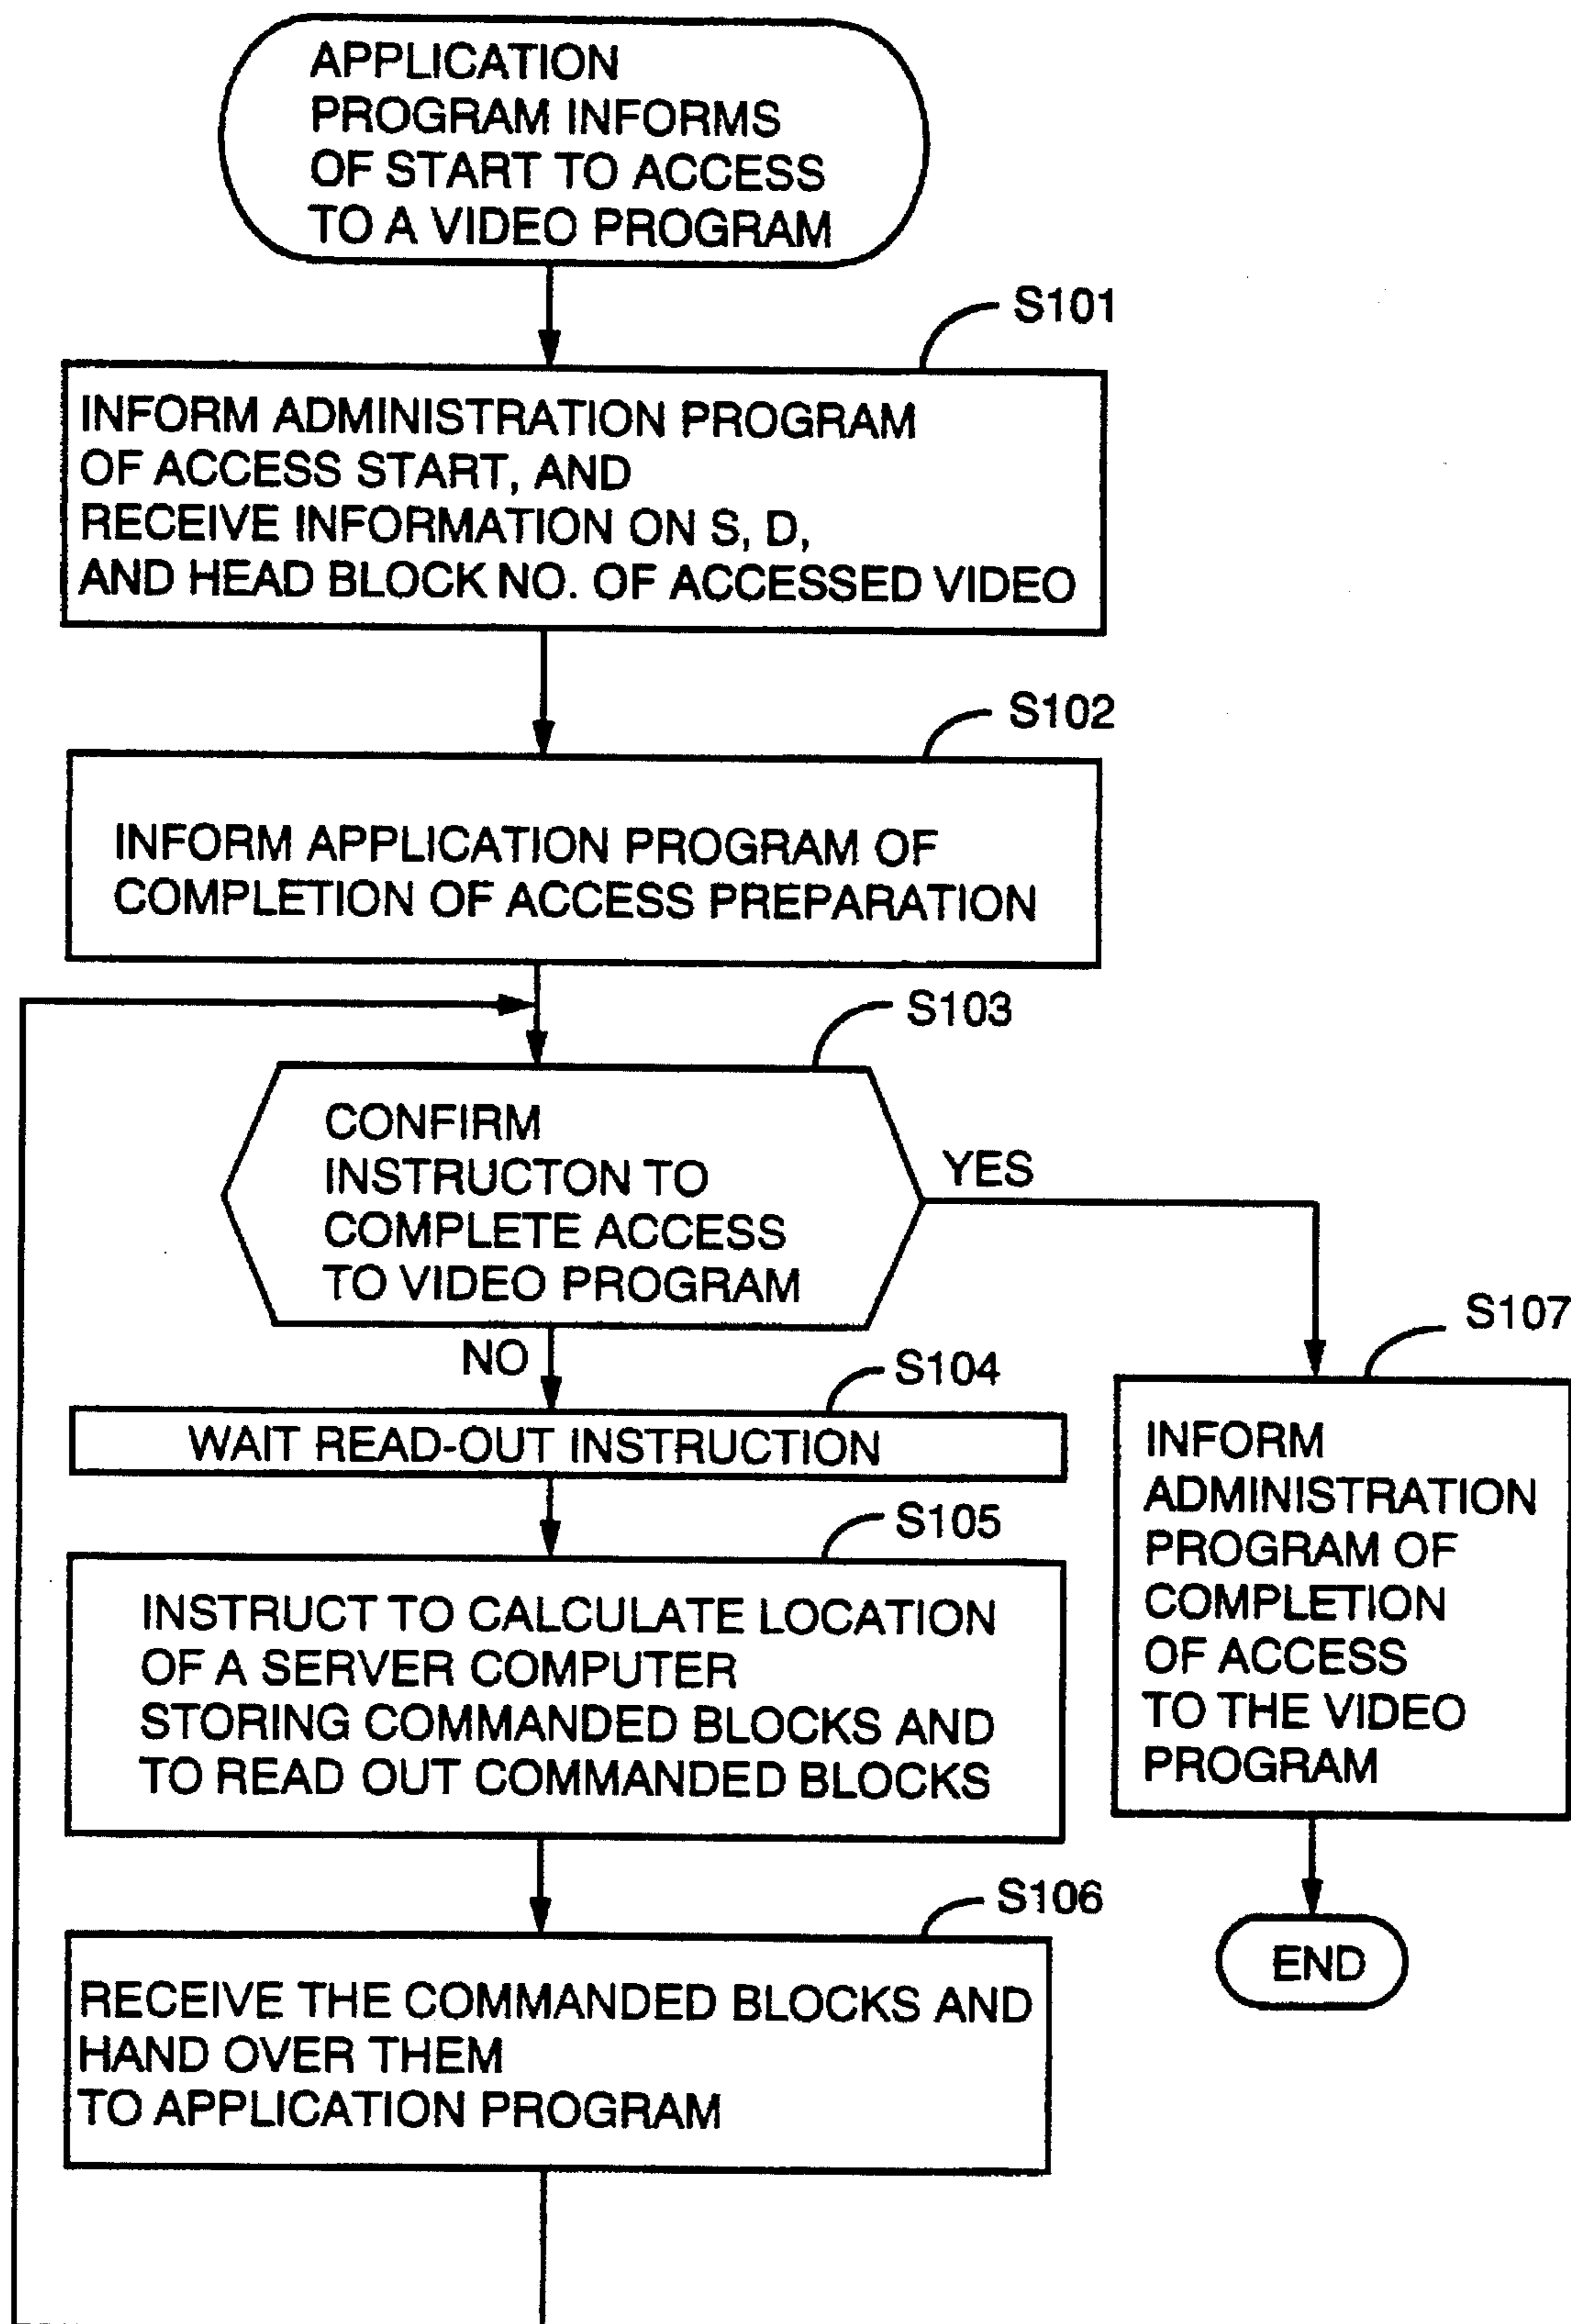 APPLICATION
PROGRAM INFORMS
OF START TO ACCESS
TO A VIDEO PROGRAM
S101
INFORM ADMINISTRATION PROGRAM
OF ACCESS START, AND
RECEIVE INFORMATION ON S, D,
AND HEAD BLOCK NO. OF ACCESSED VIDEO
S102
INFORM APPLICATION PROGRAM OF
COMPLETION OF ACCESS PREPARATION
S103
CONFIRM
INSTRUCTON TO
COMPLETE ACCESS
TO VIDEO PROGRAM
YES
NO
S104
WAIT READ-OUT INSTRUCTION
S105
INSTRUCT TO CALCULATE LOCATION
OF A SERVER COMPUTER
STORING COMMANDED BLOCKS AND
TO READ OUT COMMANDED BLOCKS
S106
RECEIVE THE COMMANDED BLOCKS AND
HAND OVER THEM
TO APPLICATION PROGRAM
S107
INFORM
ADMINISTRATION
PROGRAM OF
COMPLETION
OF ACCESS
TO THE VIDEO
PROGRAM
END